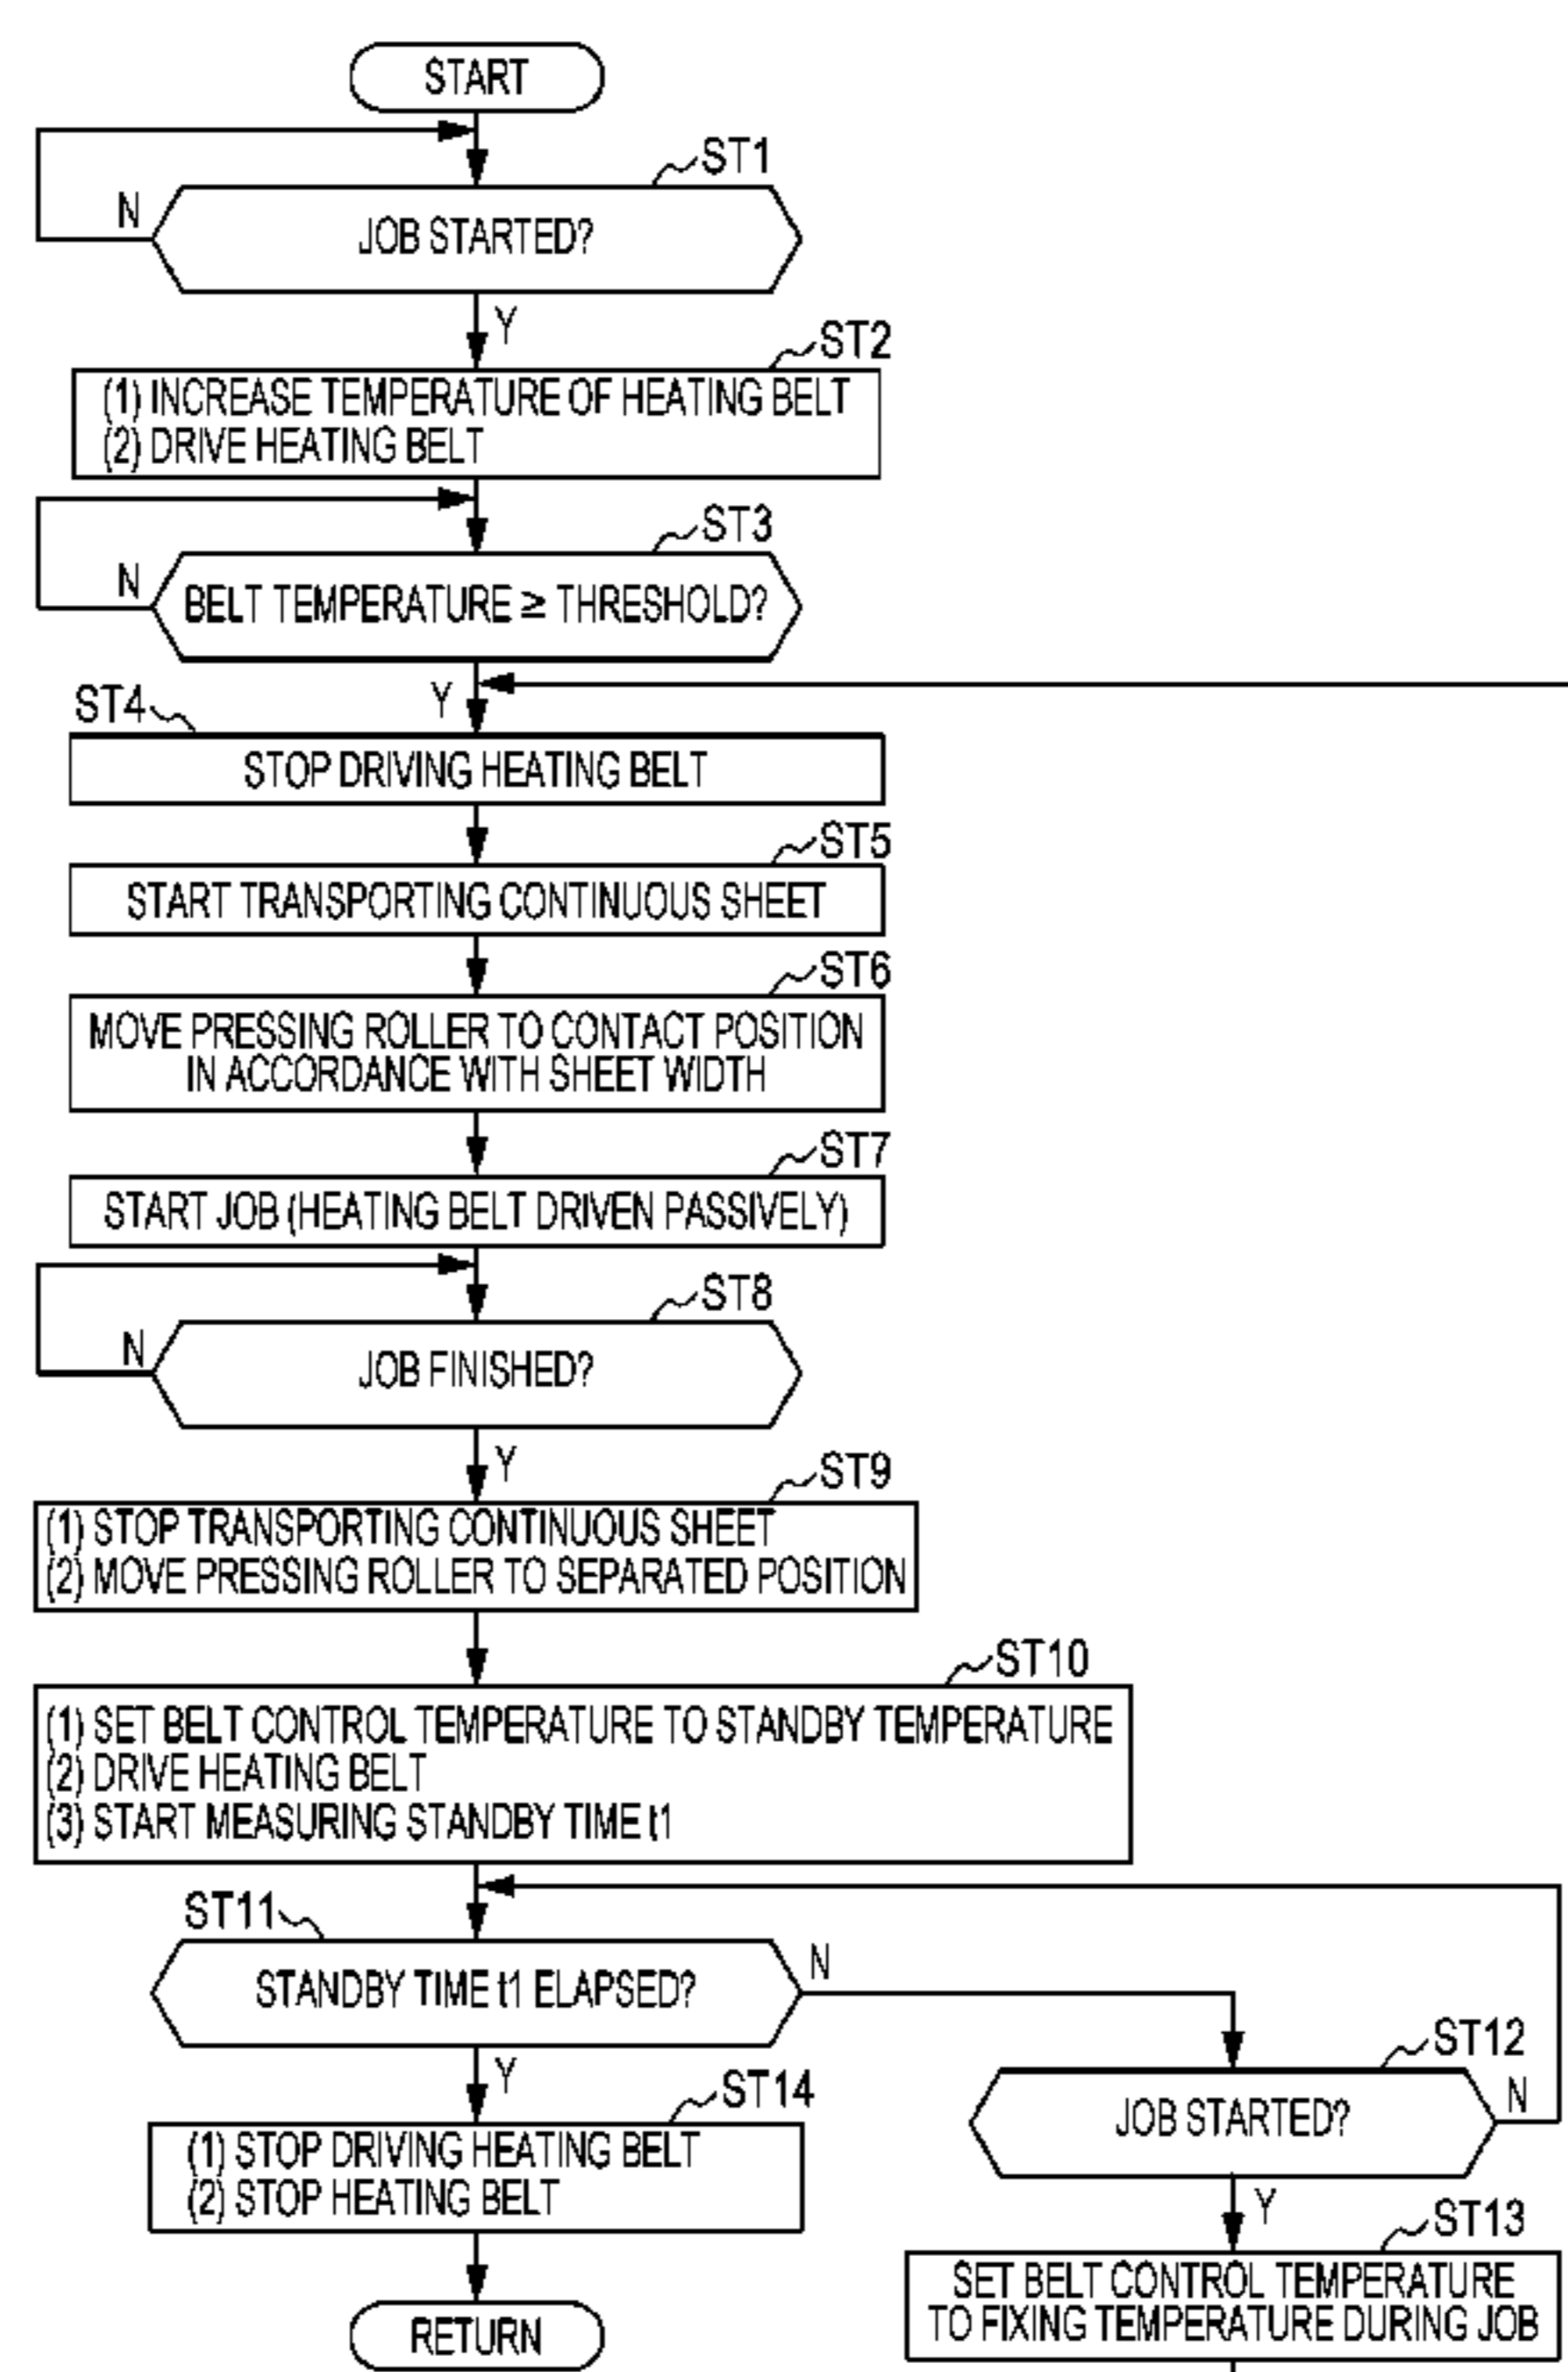 START
ST1
JOB STARTED?
N
Y
ST2
(1) INCREASE TEMPERATURE OF HEATING BELT
(2) DRIVE HEATING BELT
ST3
BELT TEMPERATURE ≥ THRESHOLD?
N
Y
ST4
STOP DRIVING HEATING BELT
ST5
START TRANSPORTING CONTINUOUS SHEET
ST6
MOVE PRESSING ROLLER TO CONTACT POSITION
IN ACCORDANCE WITH SHEET WIDTH
ST7
START JOB (HEATING BELT DRIVEN PASSIVELY)
ST8
JOB FINISHED?
N
Y
ST9
(1) STOP TRANSPORTING CONTINUOUS SHEET
(2) MOVE PRESSING ROLLER TO SEPARATED POSITION
ST10
(1) SET BELT CONTROL TEMPERATURE TO STANDBY TEMPERATURE
(2) DRIVE HEATING BELT
(3) START MEASURING STANDBY TIME t1
ST11
STANDBY TIME t1 ELAPSED?
N
Y
ST12
JOB STARTED?
N
Y
ST14
(1) STOP DRIVING HEATING BELT
(2) STOP HEATING BELT
ST13
SET BELT CONTROL TEMPERATURE
TO FIXING TEMPERATURE DURING JOB
RETURN